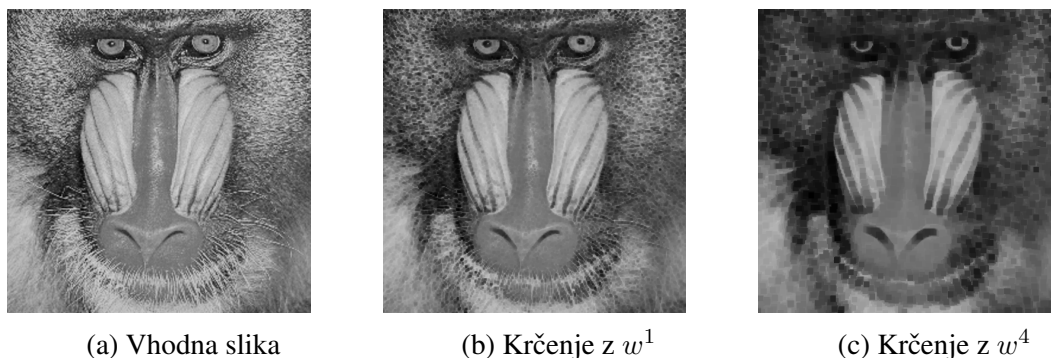 (a) Vhodna slika
(b) Krčenje z w¹
(c) Krčenje z w⁴